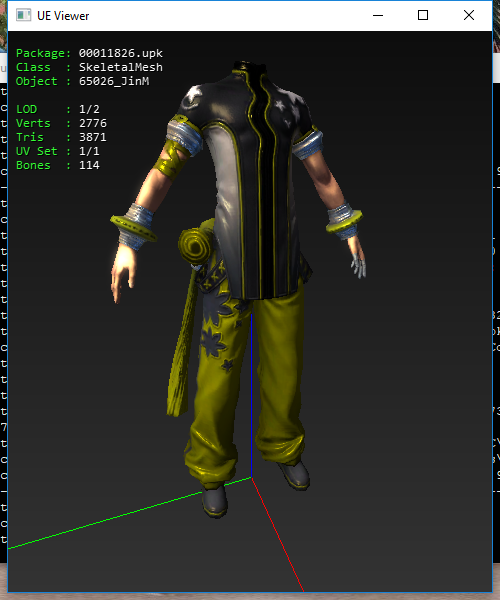 UE Viewer
Package: 00011826.upk
Class : SkeletalMesh
Object : 65026_JinM
LOD : 1/2
Verts : 2776
Tris : 3871
UV Set : 1/1
Bones : 114